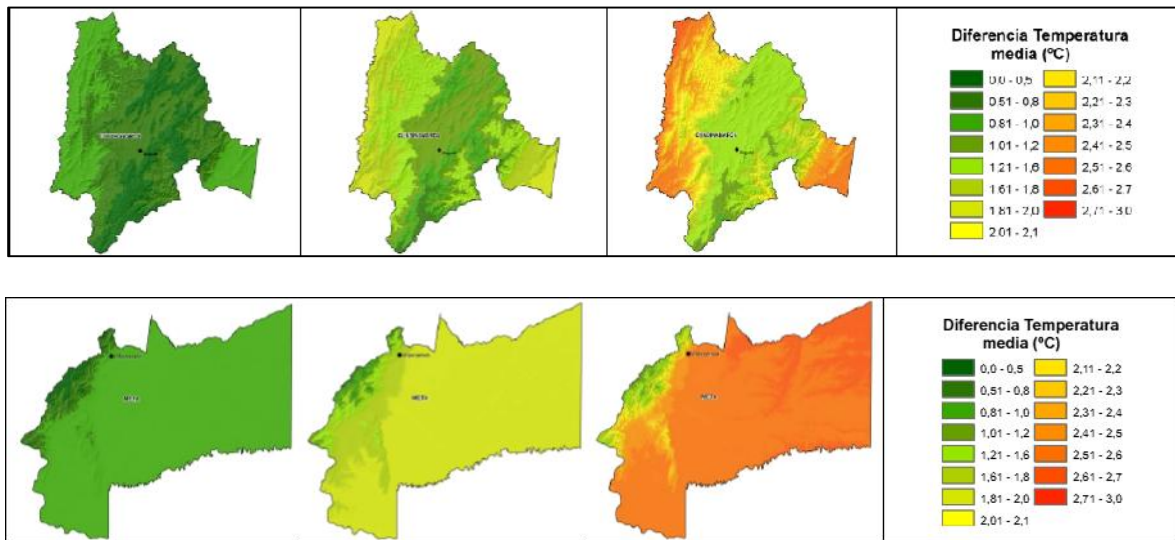 Diferencia Temperatura
media (ºC)
0,0 - 0,5
0,51 - 0,8
0,81 - 1,0
1,01 - 1,2
1,21 - 1,6
1,61 - 1,8
1,81 - 2,0
2,01 - 2,1
2,11 - 2,2
2,21 - 2,3
2,31 - 2,4
2,41 - 2,5
2,51 - 2,6
2,61 - 2,7
2,71 - 3,0
META
META
META
Diferencia Temperatura
media (ºC)
0,0 - 0,5
0,51 - 0,8
0,81 - 1,0
1,01 - 1,2
1,21 - 1,6
1,61 - 1,8
1,81 - 2,0
2,01 - 2,1
2,11 - 2,2
2,21 - 2,3
2,31 - 2,4
2,41 - 2,5
2,51 - 2,6
2,61 - 2,7
2,71 - 3,0